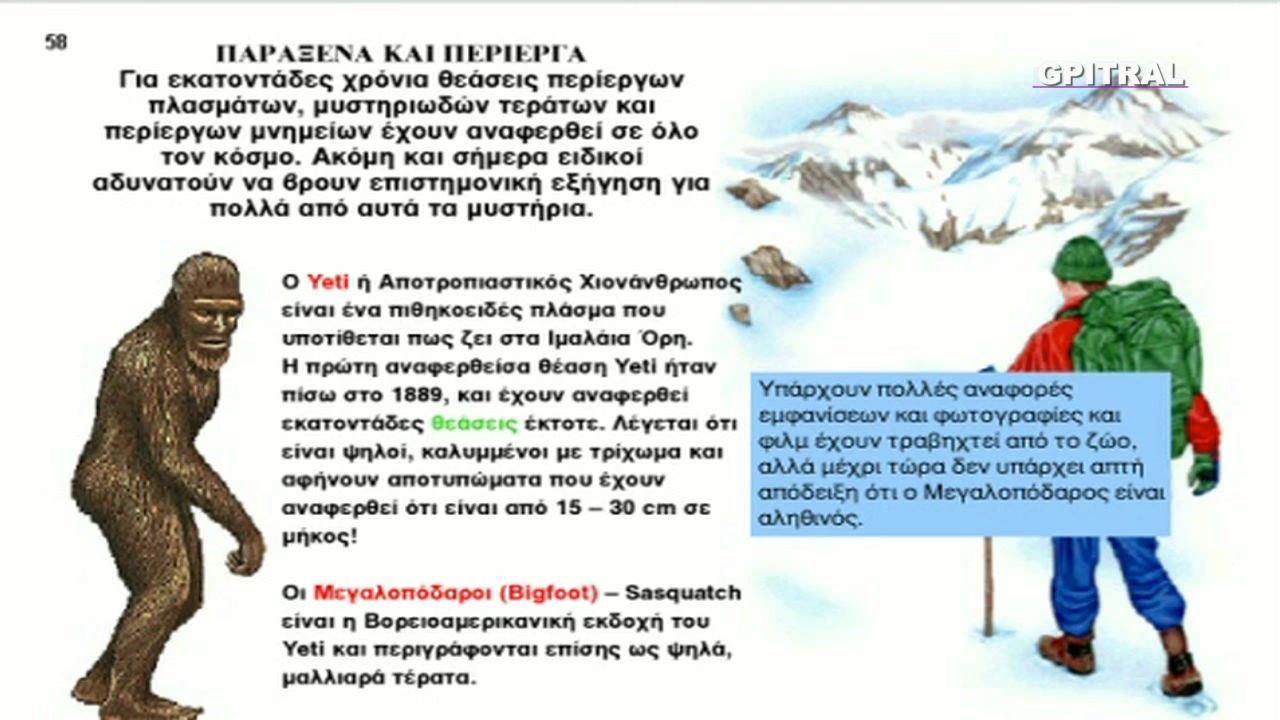 58
ΠΑΡΑΞΕΝΑ ΚΑΙ ΠΕΡΙΕΡΓΑ
Για εκατοντάδες χρόνια θεάσεις περίεργων
πλασμάτων, μυστηριωδών τεράτων και
περίεργων μνημείων έχουν αναφερθεί σε όλο
τον κόσμο. Ακόμη και σήμερα ειδικοί
αδυνατούν να βρουν επιστημονική εξήγηση για
πολλά από αυτά τα μυστήρια.
GPITRAL
Ο Yeti ή Αποτροπιαστικός Χιονάνθρωπος
είναι ένα πιθηκοειδές πλάσμα που
υποτίθεται πως ζει στα Ιμαλάια Όρη.
Η πρώτη αναφερθείσα θέαση Yeti ήταν
πίσω στο 1889, και έχουν αναφερθεί
εκατοντάδες θεάσεις έκτοτε. Λέγεται ότι
είναι ψηλοί, καλυμμένοι με τρίχωμα και
αφήνουν αποτυπώματα που έχουν
αναφερθεί ότι είναι από 15 – 30 cm σε
μήκος!
Οι Μεγαλοπόδαροι (Bigfoot) – Sasquatch
είναι η Βορειοαμερικανική εκδοχή του
Yeti και περιγράφονται επίσης ως ψηλά,
μαλλιαρά τέρατα.
Υπάρχουν πολλές αναφορές
εμφανίσεων και φωτογραφίες και
φιλμ έχουν τραβηχτεί από το ζώο,
αλλά μέχρι τώρα δεν υπάρχει απτή
απόδειξη ότι ο Μεγαλοπόδαρος είναι
αληθινός.